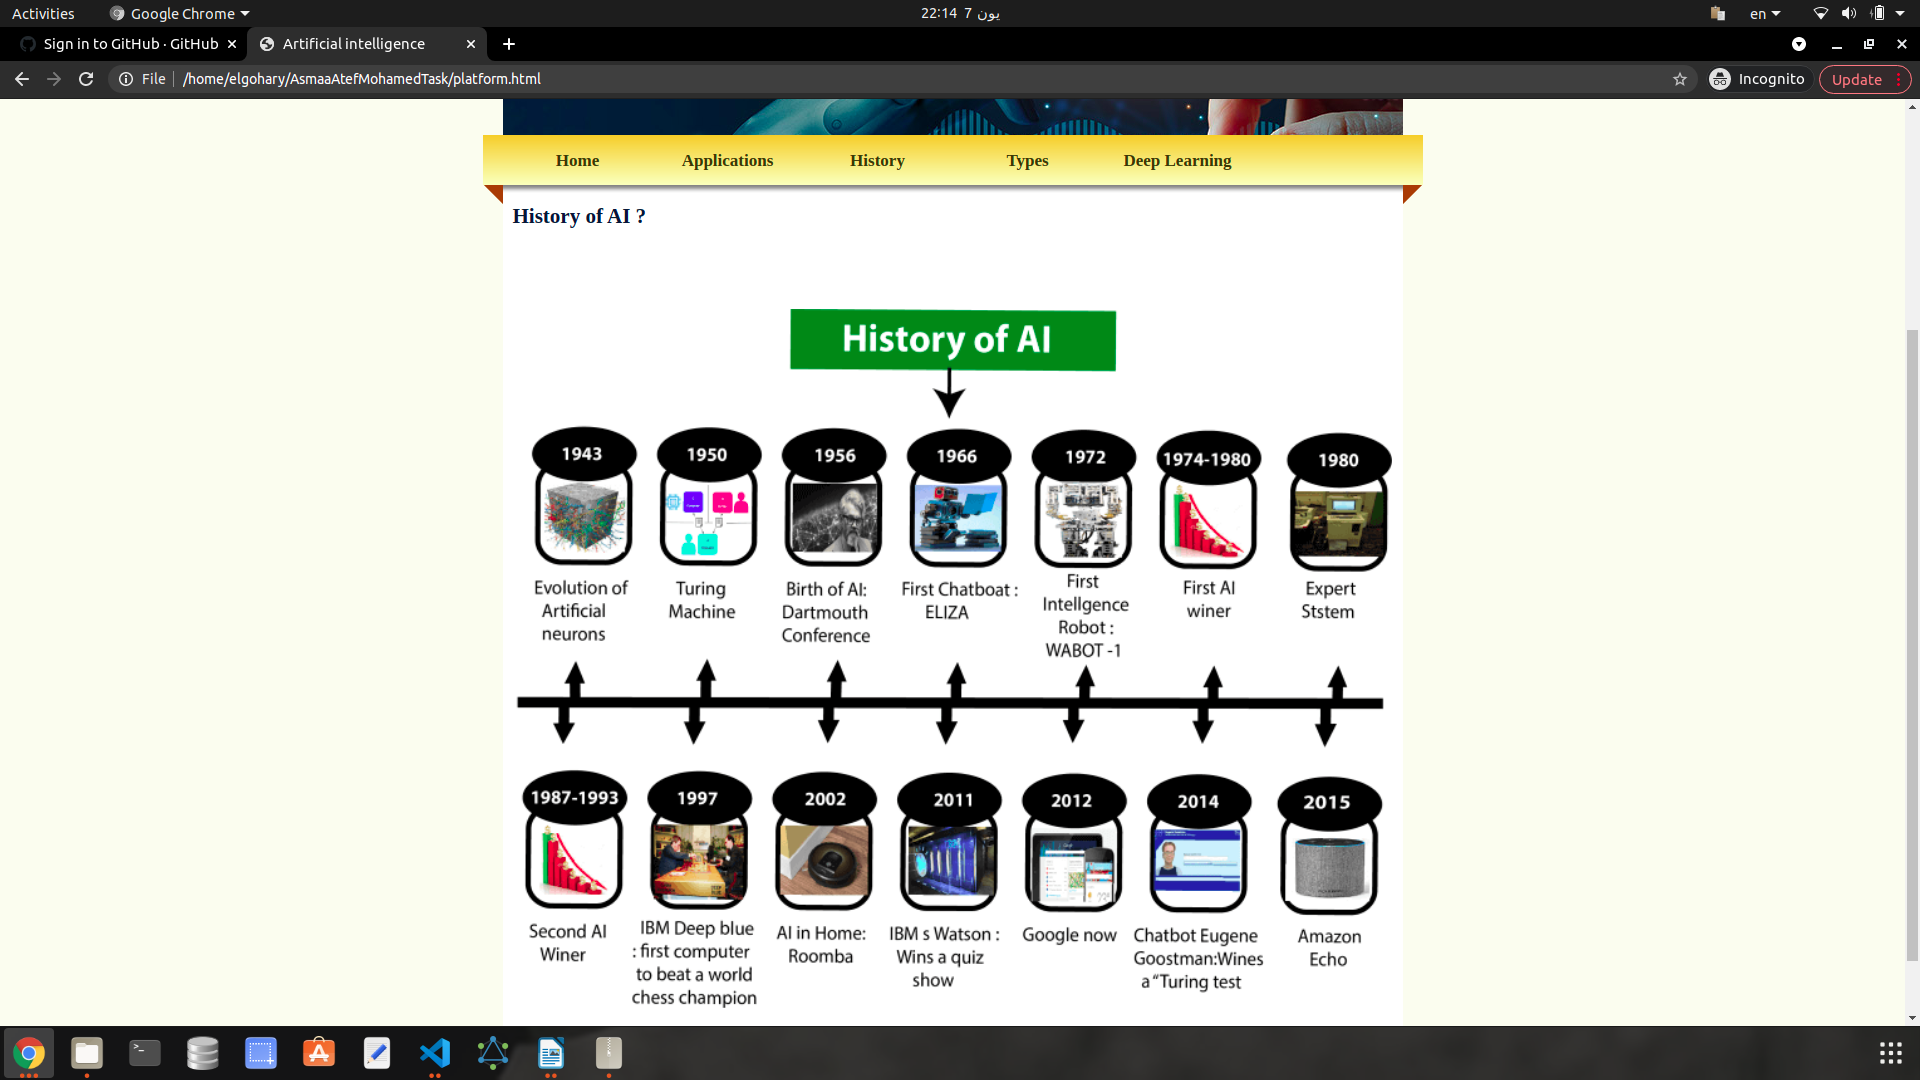 Activities Google Chrome 22:14 7 يون en
Sign in to GitHub · GitHub Artificial intelligence
File /home/elgohary/AsmaaAtefMohamedTask/platform.html Incognito Update
Home Applications History Types Deep Learning
History of AI ?
History of AI
1943 1950 1956 1966 1972 1974-1980 1980
Evolution of
Artificial
neurons
Turing
Machine
Birth of AI:
Dartmouth
Conference
First Chatboat :
ELIZA
First
Intellgence
Robot :
WABOT -1
First AI
winer
Expert
Ststem
1987-1993 1997 2002 2011 2012 2014 2015
Second AI
Winer
IBM Deep blue
: first computer
to beat a world
chess champion
AI in Home:
Roomba
IBM s Watson :
Wins a quiz
show
Google now
Chatbot Eugene
Goostman:Wines
a “Turing test
Amazon
Echo